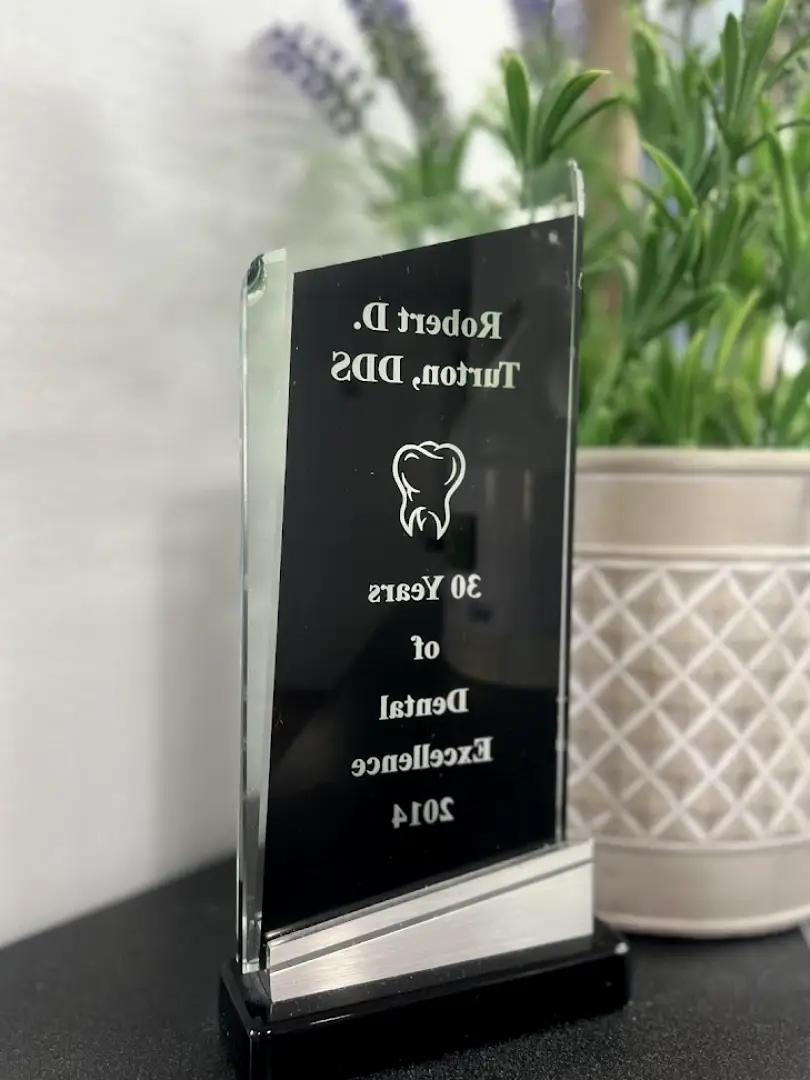 Robert D.
Turton, DDS
30 Years
of
Dental
Excellence
2014